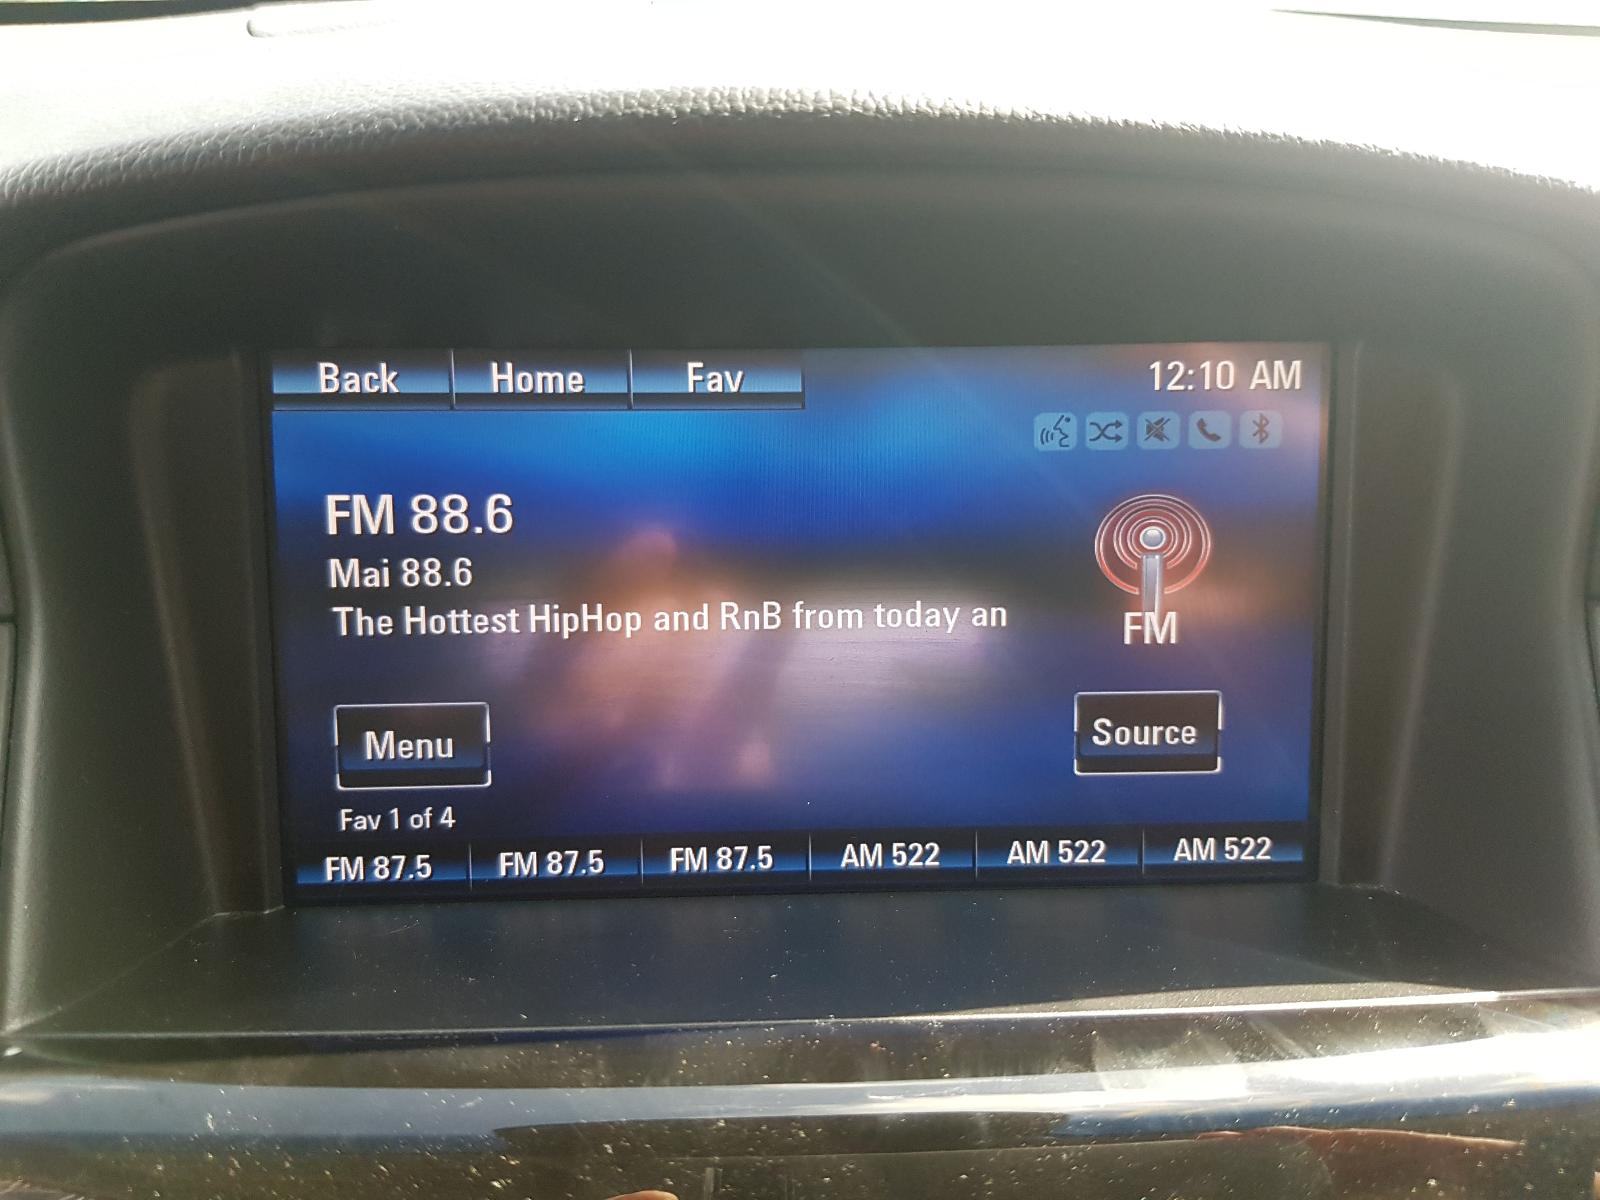 Back Home Fav 12:10 AM
FM 88.6
Mai 88.6
The Hottest HipHop and RnB from today an
FM
Menu Source
Fav 1 of 4
FM 87.5 FM 87.5 FM 87.5 AM 522 AM 522 AM 522